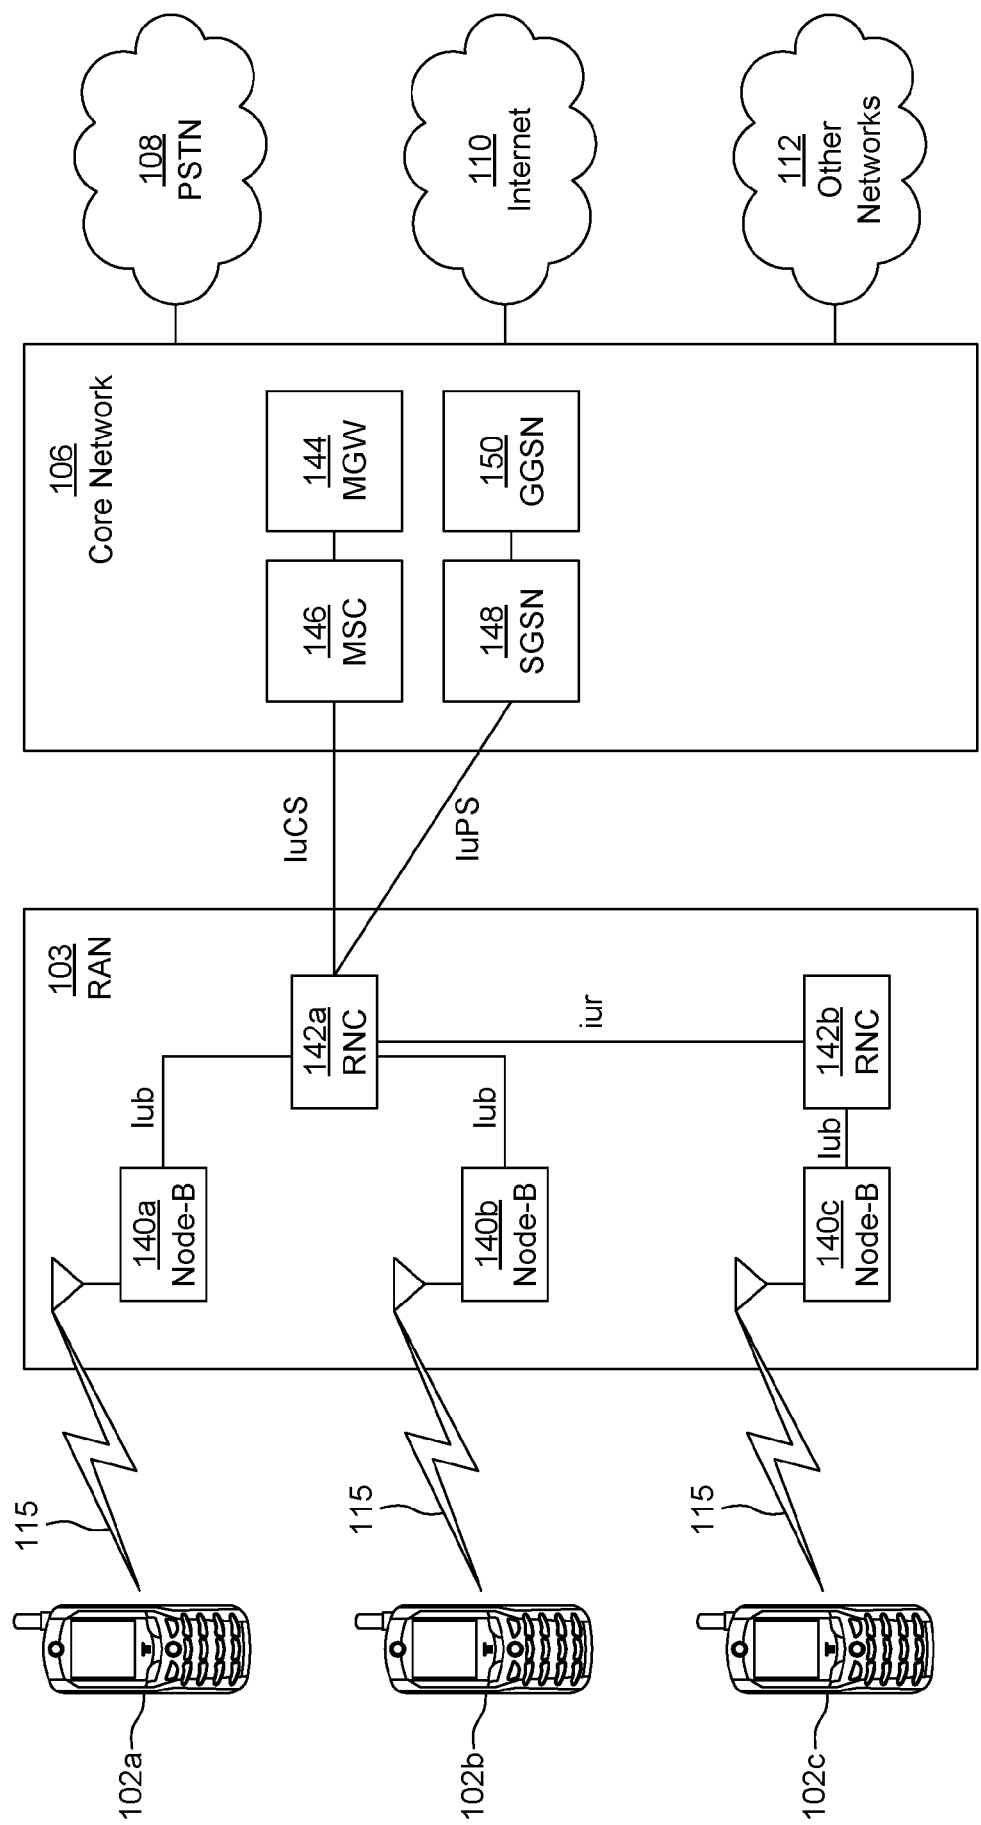 102a
115
140a
Node-B
Iub
103
RAN
142a
RNC
IuCS
106
Core Network
146
MSC
144
MGW
108
PSTN
102b
115
140b
Node-B
Iub
IuPS
148
SGSN
150
GGSN
110
Internet
iur
102c
115
140c
Node-B
Iub
142b
RNC
112
Other
Networks